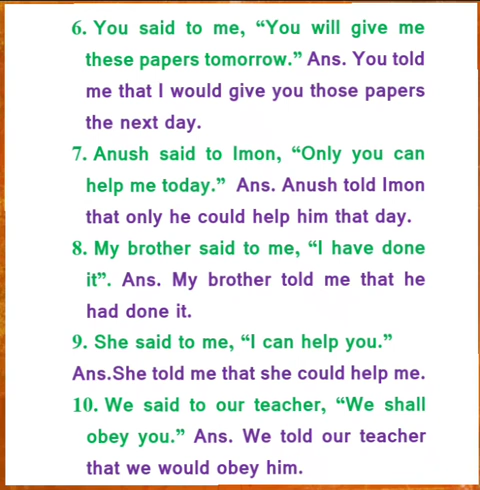 6. You said to me, “You will give me
these papers tomorrow.” Ans. You told
me that I would give you those papers
the next day.
7. Anush said to Imon, “Only you can
help me today.” Ans. Anush told Imon
that only he could help him that day.
8. My brother said to me, “I have done
it”. Ans. My brother told me that he
had done it.
9. She said to me, “I can help you.”
Ans.She told me that she could help me.
10. We said to our teacher, “We shall
obey you.” Ans. We told our teacher
that we would obey him.